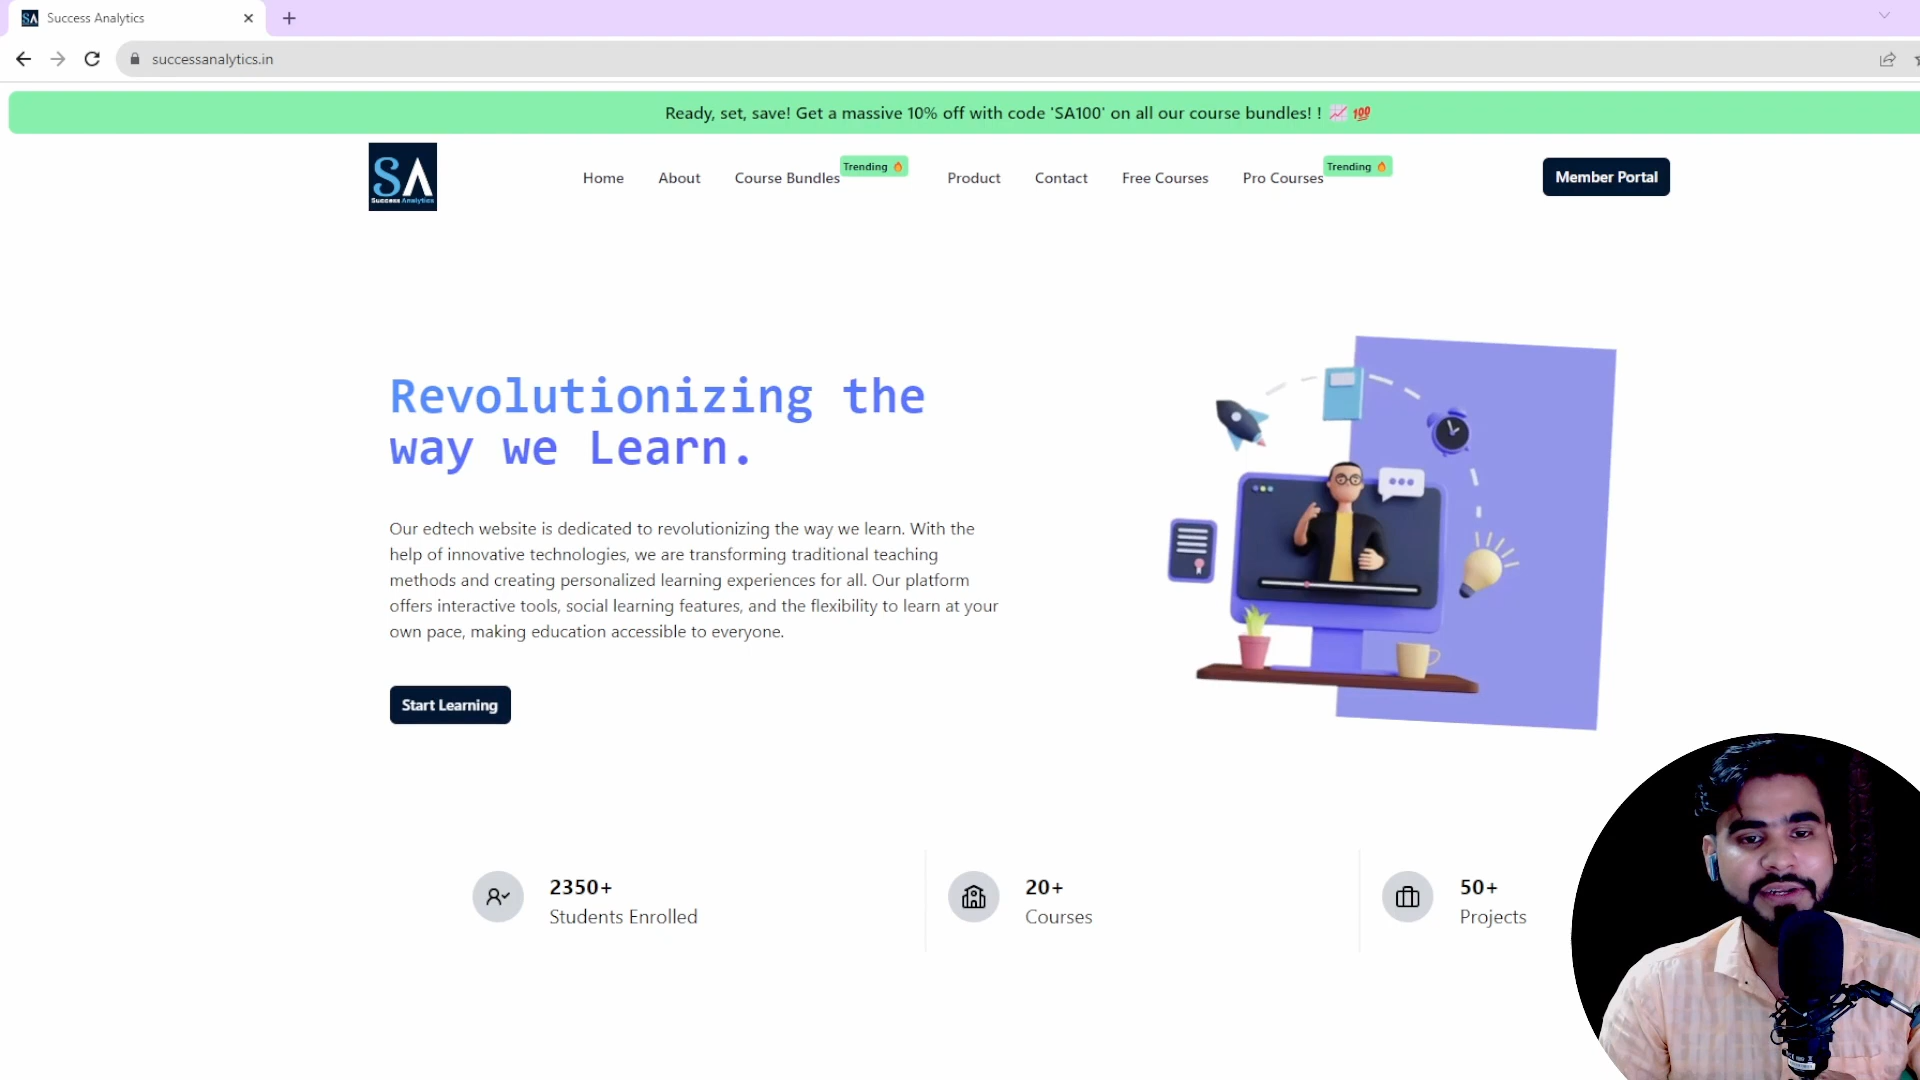 Success Analytics
successanalytics.in
Ready, set, save! Get a massive 10% off with code 'SA100' on all our course bundles! ! 📈 💯
SA
Success Analytics
Home
About
Course Bundles
Trending 🔥
Product
Contact
Free Courses
Pro Courses
Trending 🔥
Member Portal
Revolutionizing the
way we Learn.
Our edtech website is dedicated to revolutionizing the way we learn. With the
help of innovative technologies, we are transforming traditional teaching
methods and creating personalized learning experiences for all. Our platform
offers interactive tools, social learning features, and the flexibility to learn at your
own pace, making education accessible to everyone.
Start Learning
2350+
Students Enrolled
20+
Courses
50+
Projects